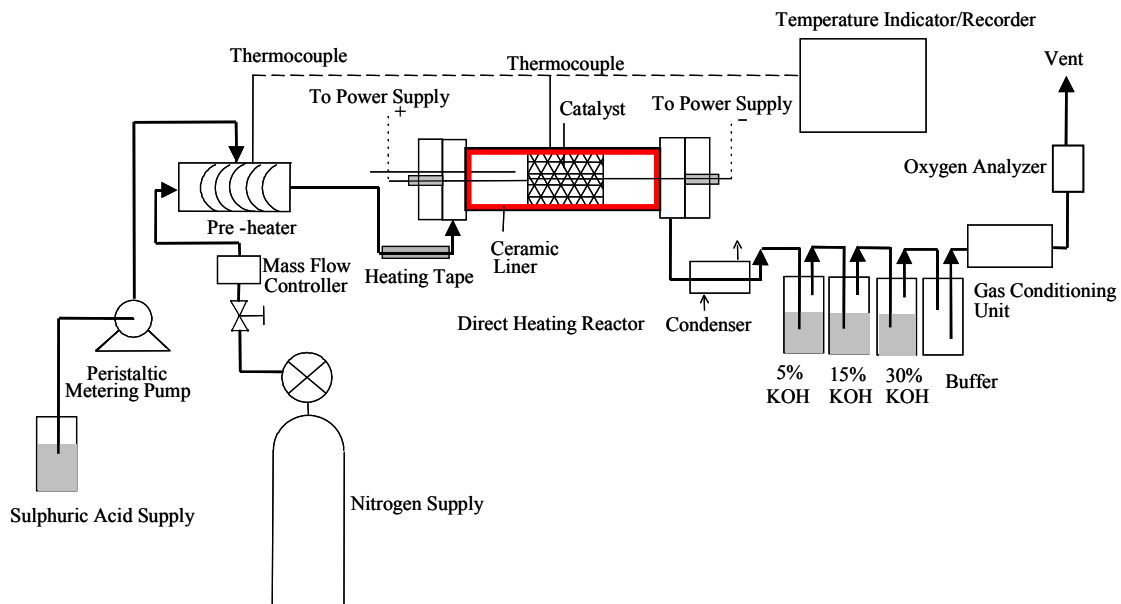 Temperature Indicator/Recorder
Thermocouple
Thermocouple
Vent
To Power Supply
+
Catalyst
To Power Supply
–
Oxygen Analyzer
Pre -heater
Mass Flow
Controller
Heating Tape
Ceramic
Liner
Direct Heating Reactor
Condenser
Gas Conditioning
Unit
Peristaltic
Metering Pump
5%
KOH
15%
KOH
30%
KOH
Buffer
Sulphuric Acid Supply
Nitrogen Supply